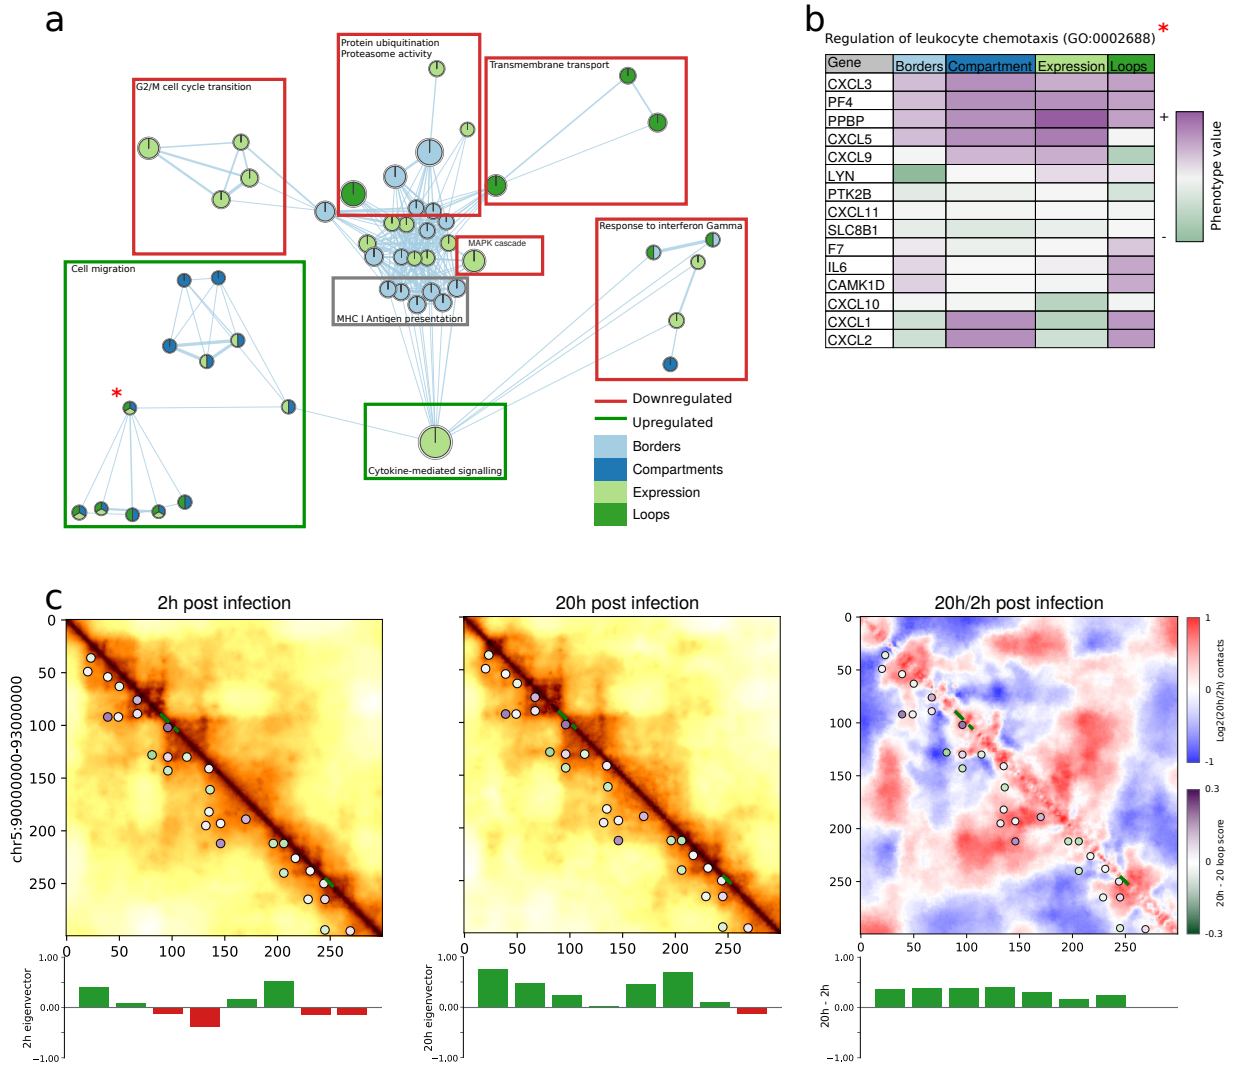 a
G2/M cell cycle transition
Protein ubiquitination
Proteasome activity
Transmembrane transport
Response to interferon Gamma
MAPK cascade
MHC I Antigen presentation
Cell migration
*
Cytokine-mediated signalling
Downregulated
Upregulated
Borders
Compartments
Expression
Loops
b
Regulation of leukocyte chemotaxis (GO:0002688)*
Gene Borders Compartment Expression Loops
CXCL3
PF4
PPBP
CXCL5
CXCL9
LYN
PTK2B
CXCL11
SLC8B1
F7
IL6
CAMK1D
CXCL10
CXCL1
CXCL2
+
-
Phenotype value
c
2h post infection
chr5:90000000-93000000
0
50
100
150
200
250
0 50 100 150 200 250
1.00
0.00
−1.00
2h eigenvector
20h post infection
0
50
100
150
200
250
0 50 100 150 200 250
1.00
0.00
−1.00
20h eigenvector
20h/2h post infection
0
50
100
150
200
250
0 50 100 150 200 250
1.00
0.00
−1.00
20h - 2h
1
0
-1
Log2(20h/2h) contacts
0.3
0
-0.3
20h - 20 loop score